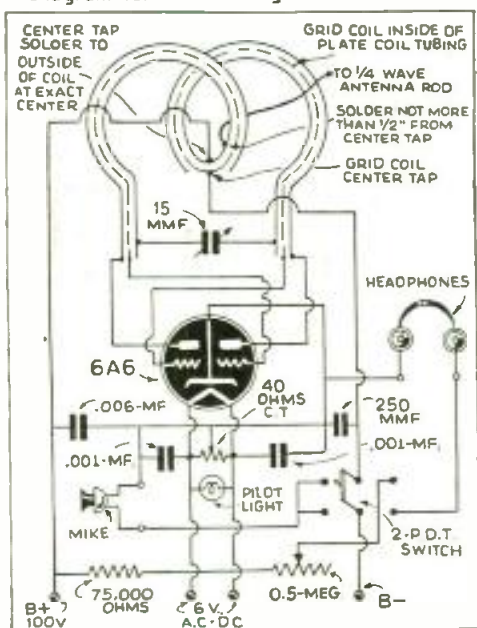 CENTER TAP
SOLDER TO
OUTSIDE
OF COIL
AT EXACT
CENTER
GRID COIL
INSIDE OF
PLATE COIL TUBING
TO 1/4 WAVE
ANTENNA ROD
SOLDER NOT MORE
THAN 1/2" FROM
CENTER TAP
GRID COIL
CENTER TAP
15
MMF
HEADPHONES
6A6
40
OHMS
C.T.
.006-MF
250
MMF
.001-MF
.001-MF.
PILOT
LIGHT
MIKE
2-P.D.T.
SWITCH
75,000
OHMS
0.5-MEG
B+
100V
6 V.
A.C.-D.C
B-